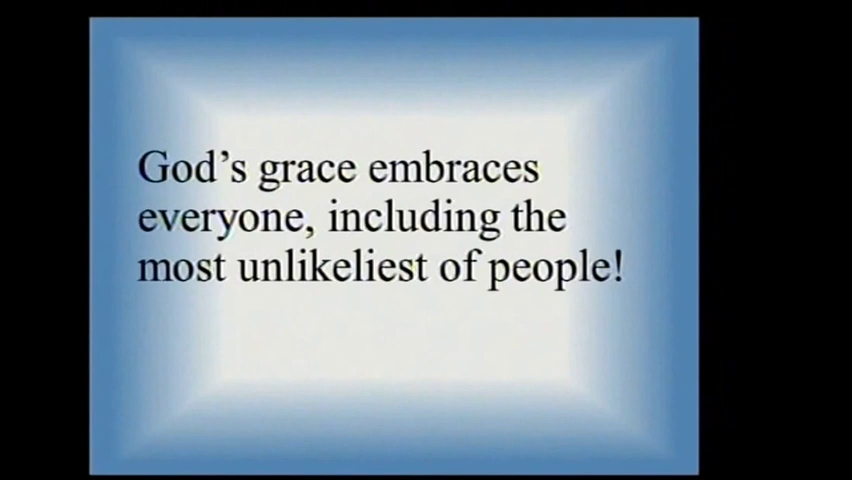 God’s grace embraces
everyone, including the
most unlikeliest of people!